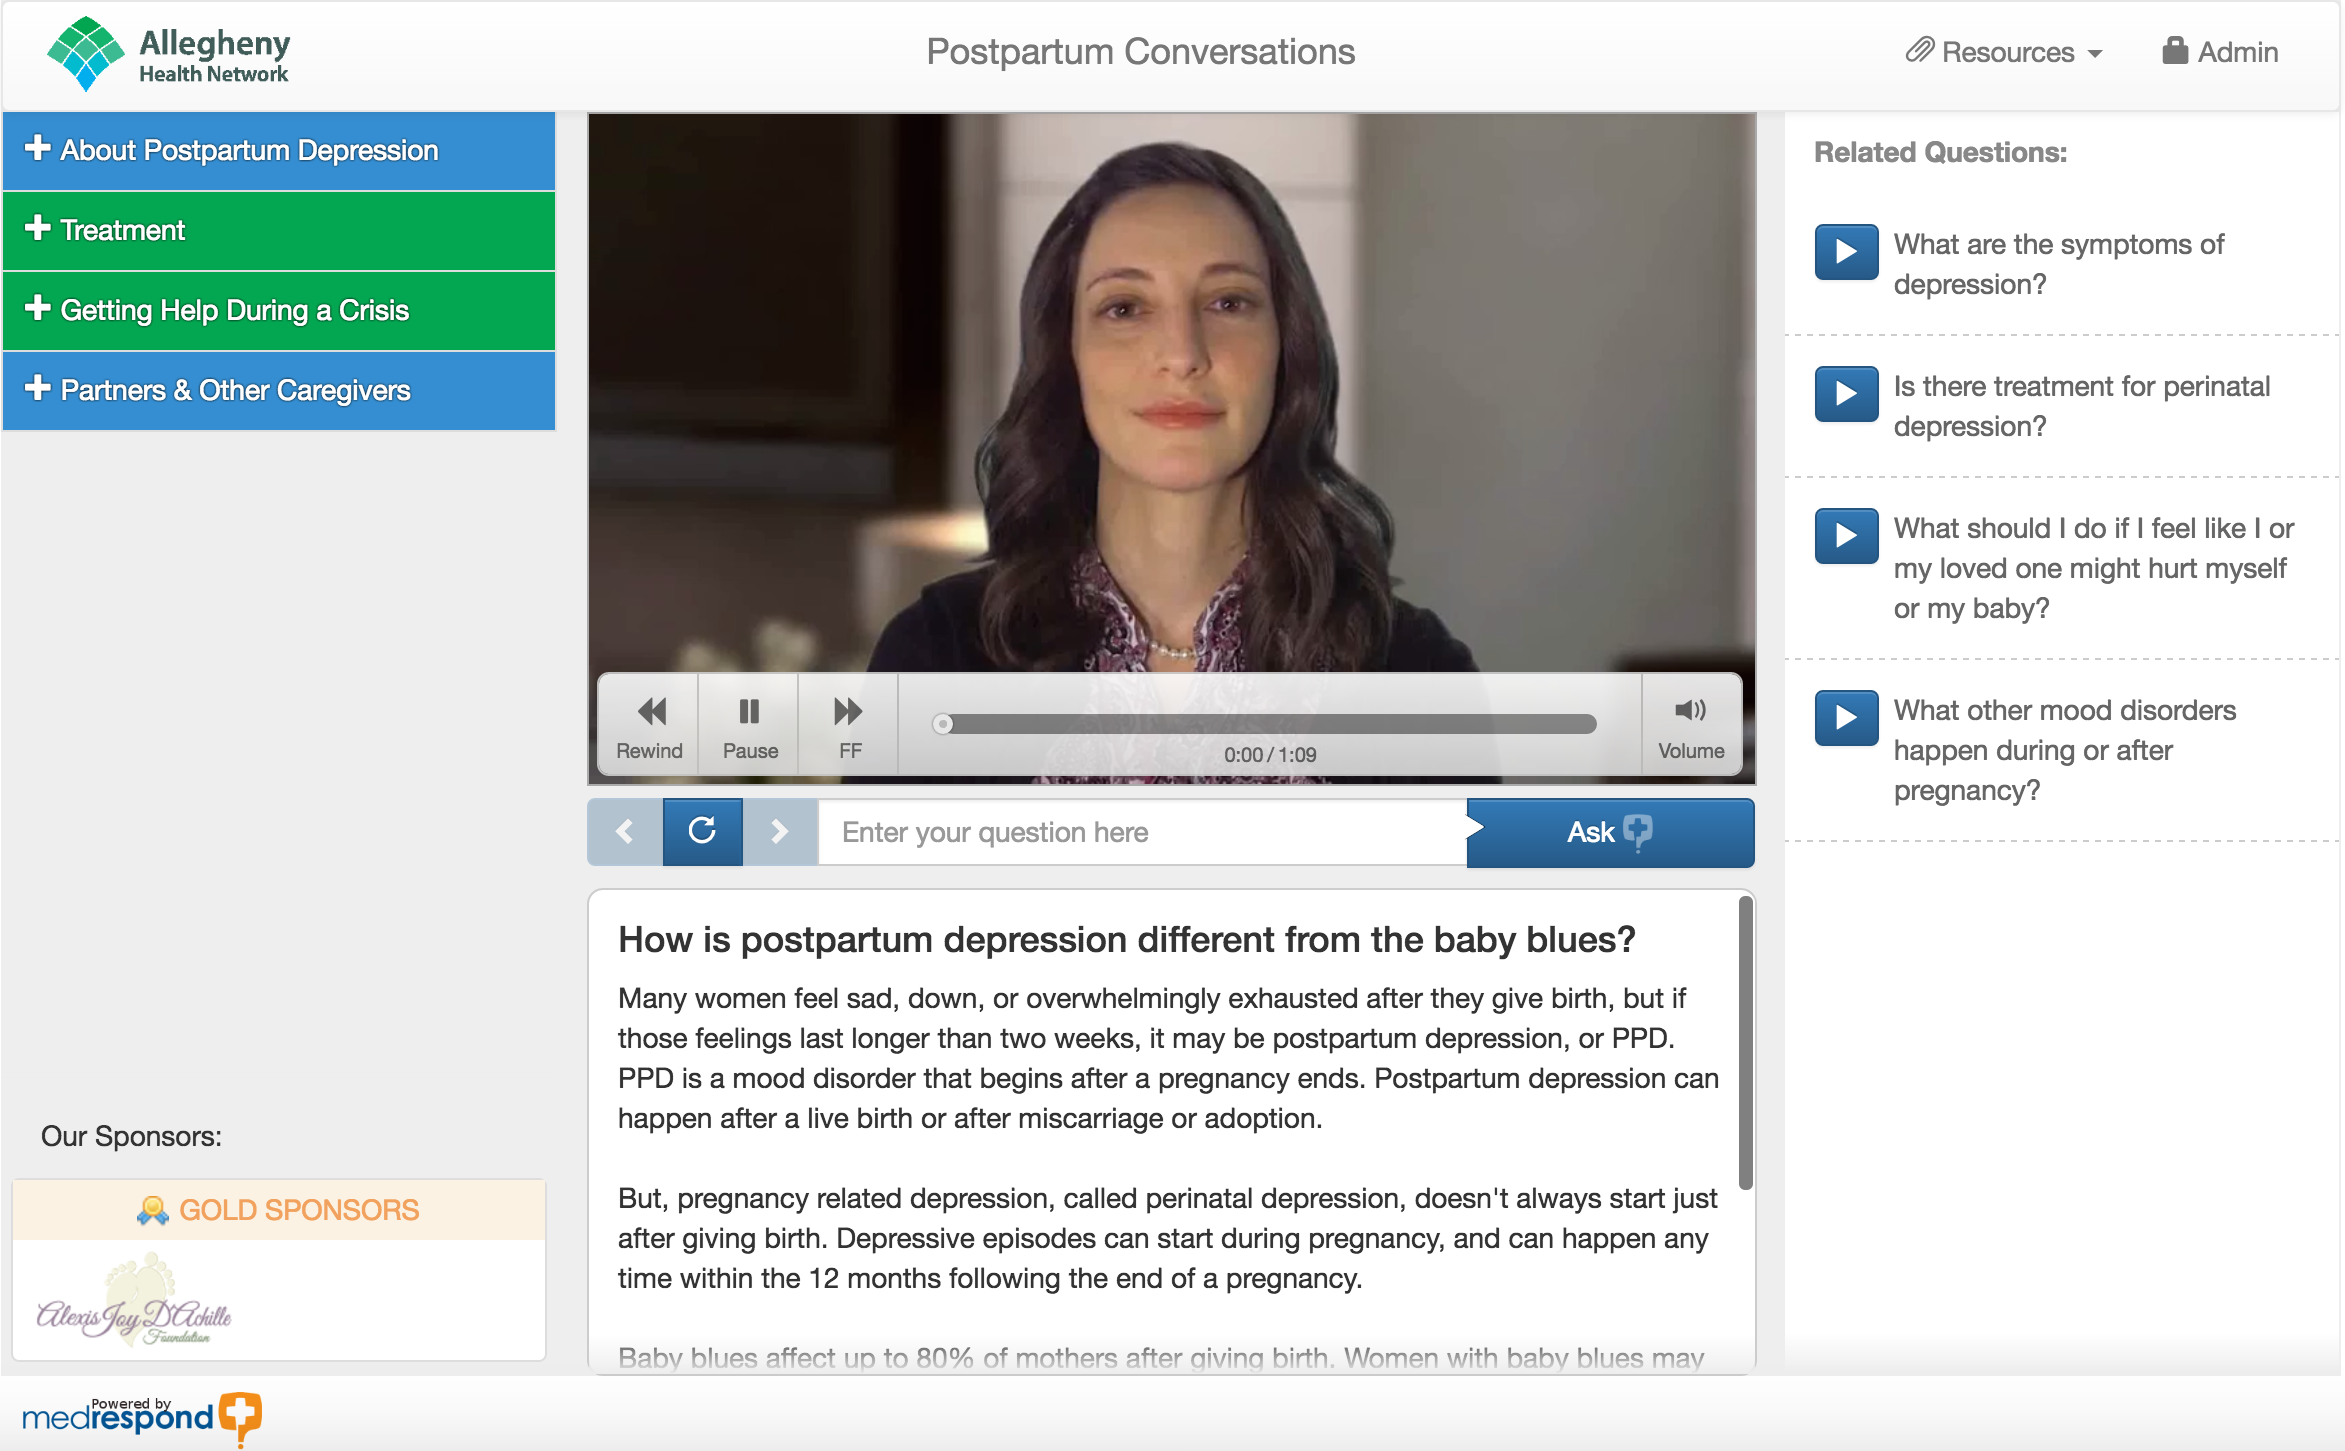 Allegheny
Health Network
Postpartum Conversations
Resources
Admin
About Postpartum Depression
Treatment
Getting Help During a Crisis
Partners & Other Caregivers
Our Sponsors:
GOLD SPONSORS
Alexis Joy D'Achille
Foundation
Rewind
Pause
FF
0:00 / 1:09
Volume
Enter your question here
Ask
How is postpartum depression different from the baby blues?
Many women feel sad, down, or overwhelmingly exhausted after they give birth, but if
those feelings last longer than two weeks, it may be postpartum depression, or PPD.
PPD is a mood disorder that begins after a pregnancy ends. Postpartum depression can
happen after a live birth or after miscarriage or adoption.
But, pregnancy related depression, called perinatal depression, doesn't always start just
after giving birth. Depressive episodes can start during pregnancy, and can happen any
time within the 12 months following the end of a pregnancy.
Baby blues affect up to 80% of mothers after giving birth. Women with baby blues may
Related Questions:
What are the symptoms of
depression?
Is there treatment for perinatal
depression?
What should I do if I feel like I or
my loved one might hurt myself
or my baby?
What other mood disorders
happen during or after
pregnancy?
Powered by
medrespond